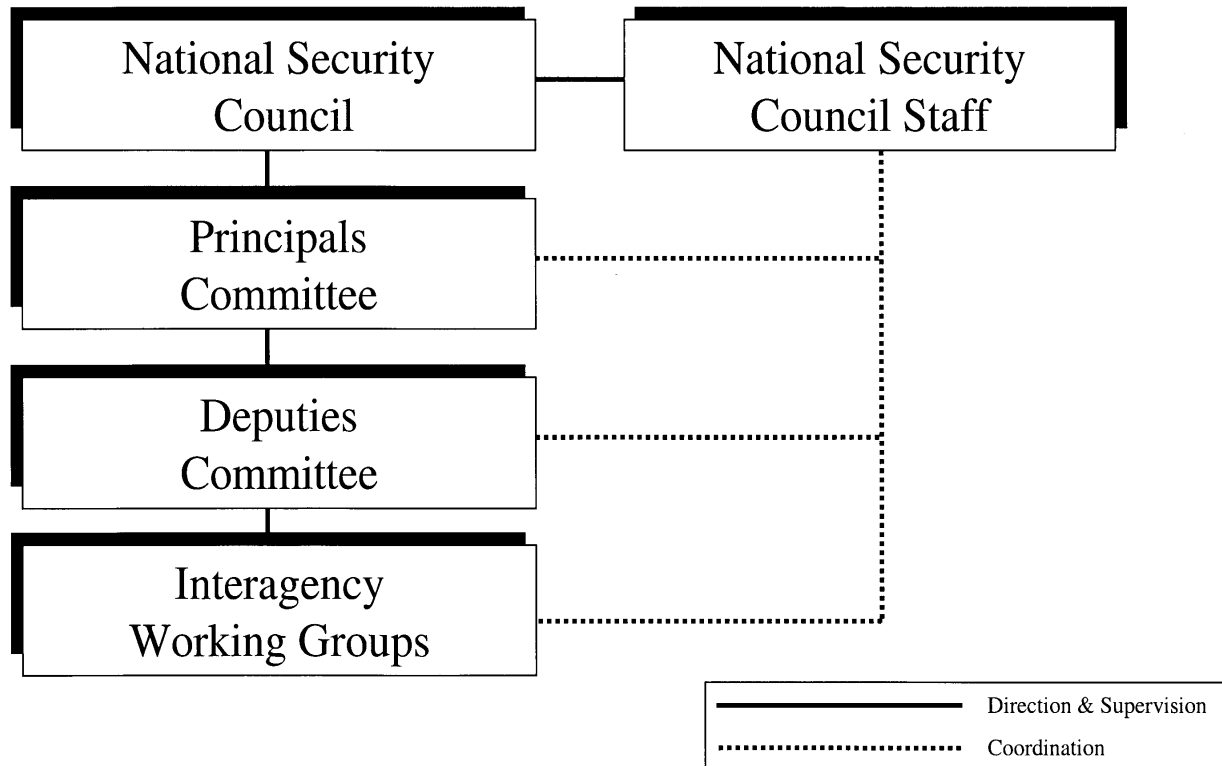 National Security
Council
National Security
Council Staff
Principals
Committee
Deputies
Committee
Interagency
Working Groups
Direction & Supervision
Coordination